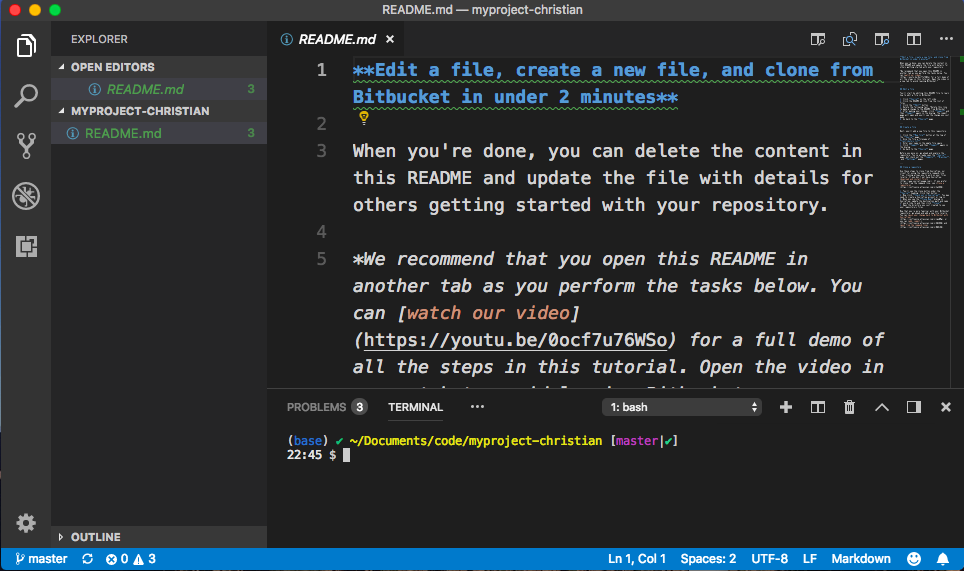 README.md — myproject-christian
EXPLORER
OPEN EDITORS
README.md 3
MYPROJECT-CHRISTIAN
README.md 3
OUTLINE
README.md ×
1 **Edit a file, create a new file, and clone from
Bitbucket in under 2 minutes**
2
3 When you're done, you can delete the content in
this README and update the file with details for
others getting started with your repository.
4
5 *We recommend that you open this README in
another tab as you perform the tasks below. You
can [watch our video]
(https://youtu.be/0ocf7u76WSo) for a full demo of
all the steps in this tutorial. Open the video in
PROBLEMS 3 TERMINAL ••• 1: bash
(base) ✔ ~/Documents/code/myproject-christian [master|✔]
22:45 $
master 0 3 Ln 1, Col 1 Spaces: 2 UTF-8 LF Markdown